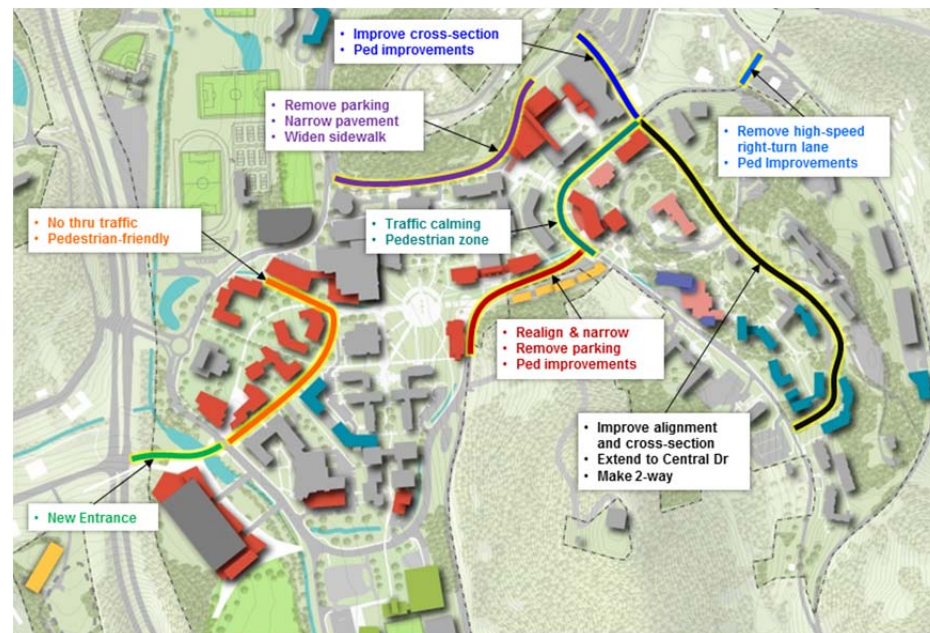 • Improve cross-section
• Ped improvements
• Remove parking
• Narrow pavement
• Widen sidewalk
• Remove high-speed
right-turn lane
• Ped Improvements
• No thru traffic
• Pedestrian-friendly
• Traffic calming
• Pedestrian zone
• Realign & narrow
• Remove parking
• Ped improvements
• Improve alignment
and cross-section
• Extend to Central Dr
• Make 2-way
• New Entrance